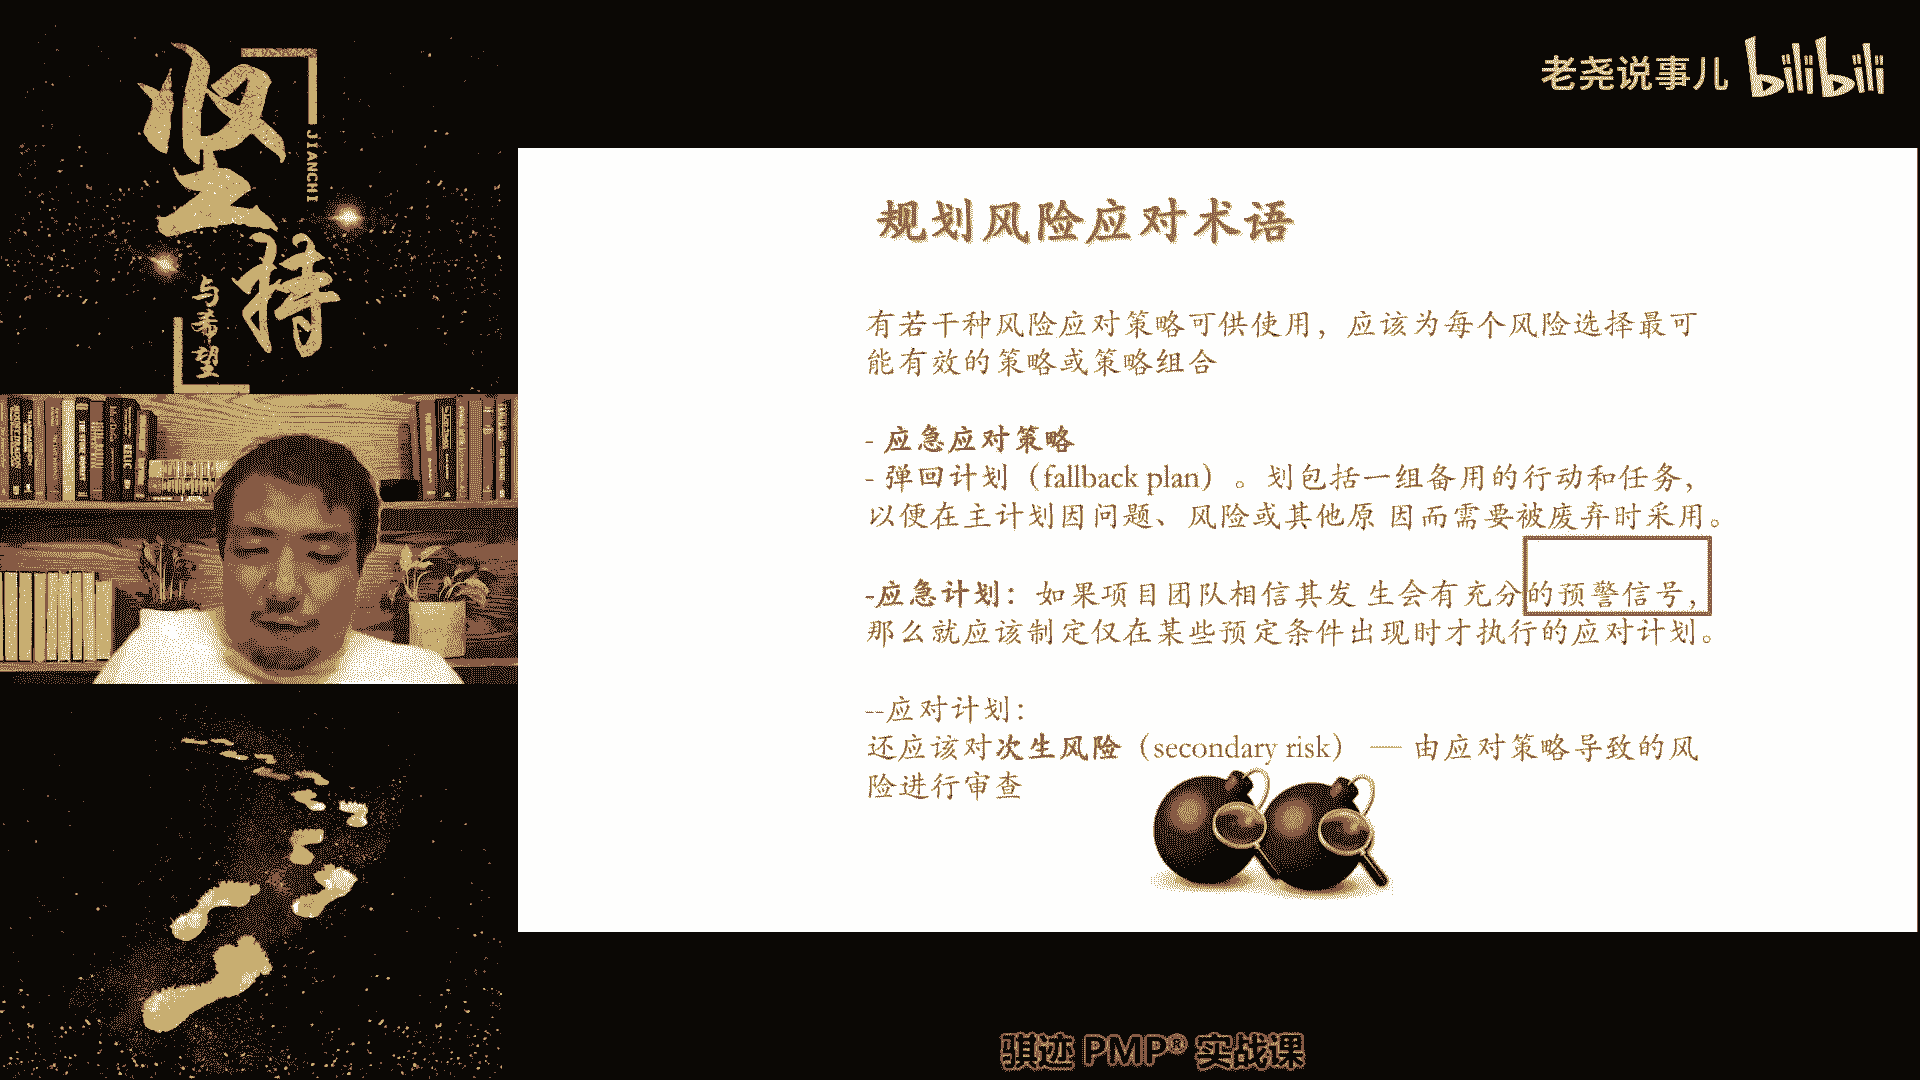 坚持
JIANCHI
与希望
老尧说事儿 bilibili
规划风险应对术语
有若干种风险应对策略可供使用，应该为每个风险选择最可
能有效的策略或策略组合
- 应急应对策略
- 弹回计划（fallback plan）。划包括一组备用的行动和任务，
以便在主计划因问题、风险或其他原 因而需要被废弃时采用。
-应急计划：如果项目团队相信其发 生会有充分的预警信号，
那么就应该制定仅在某些预定条件出现时才执行的应对计划。
--应对计划：
还应该对次生风险（secondary risk） — 由应对策略导致的风
险进行审查
骐迹 PMP® 实战课